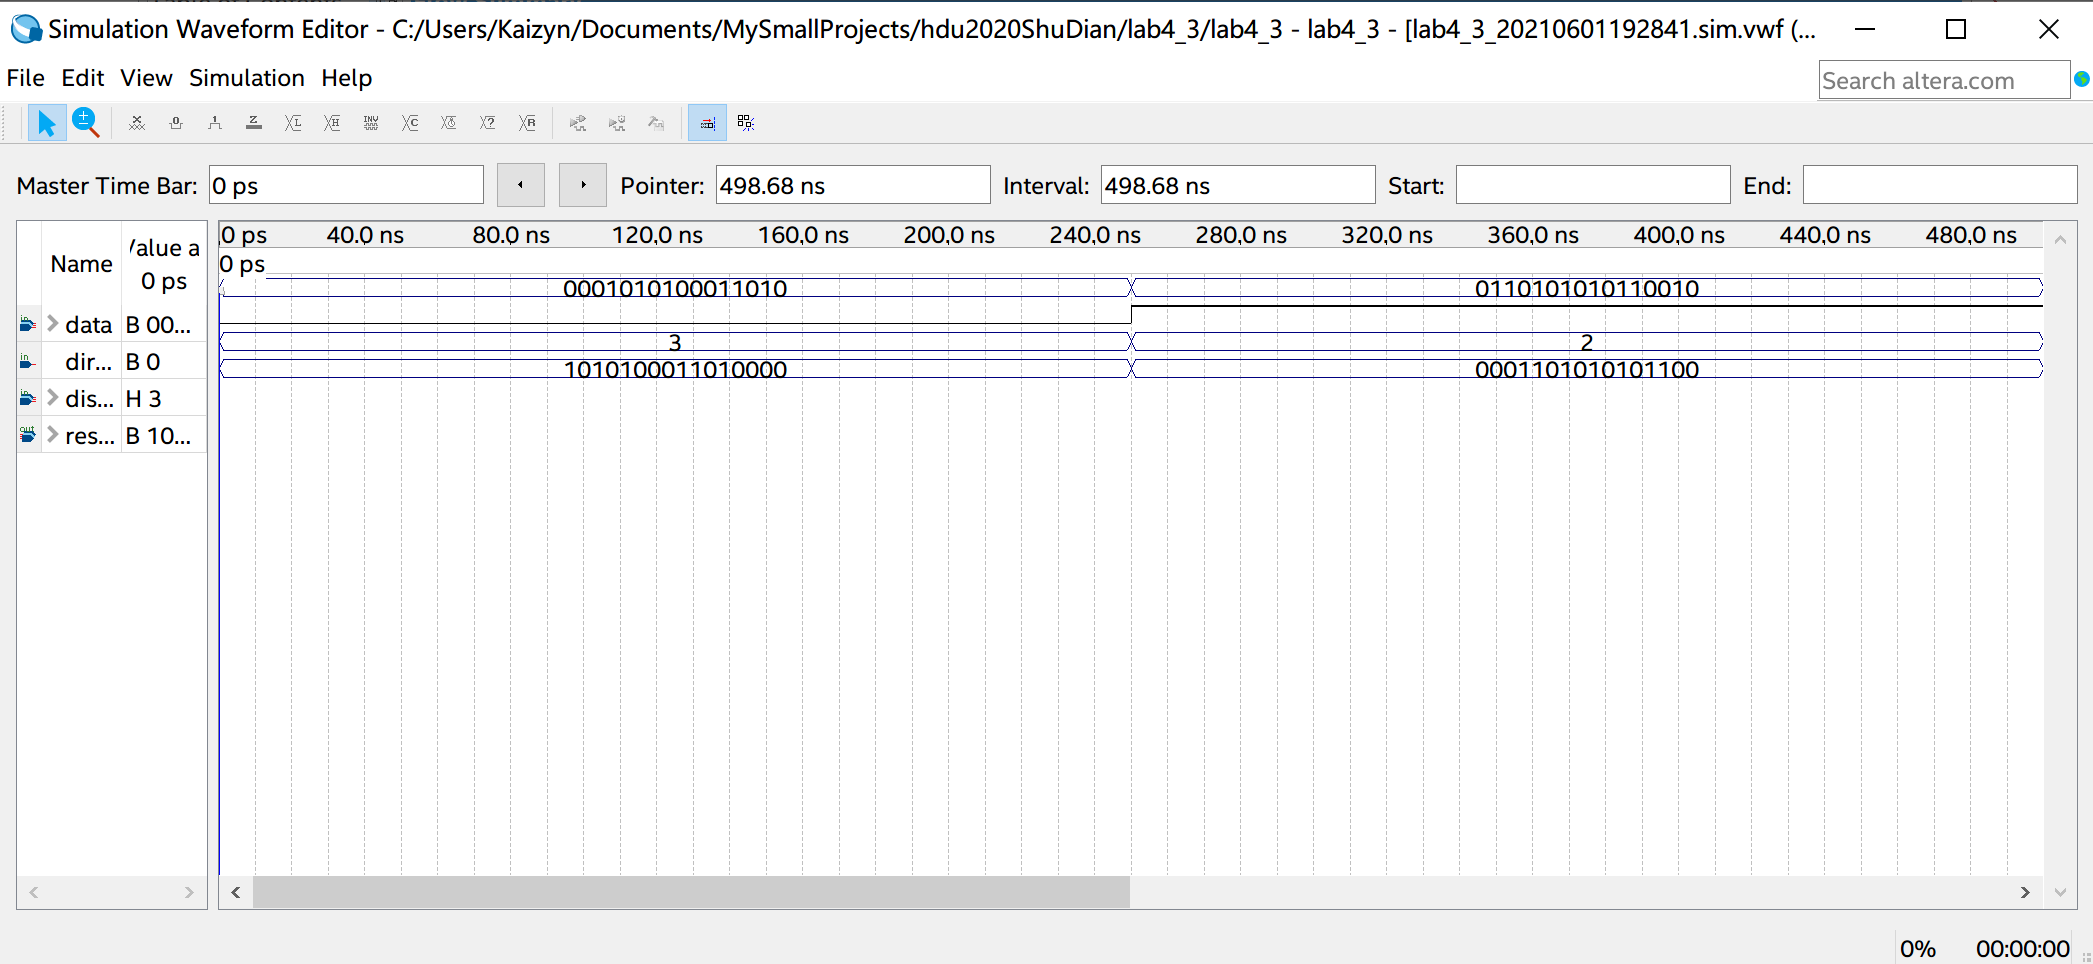 Simulation Waveform Editor - C:/Users/Kaizyn/Documents/MySmallProjects/hdu2020ShuDian/lab4_3/lab4_3 - lab4_3 - [lab4_3_20210601192841.sim.vwf (...
File Edit View Simulation Help
Search altera.com
Master Time Bar: 0 ps Pointer: 498.68 ns Interval: 498.68 ns Start: End:
Name
0 ps
0 ps 40.0 ns 80.0 ns 120.0 ns 160.0 ns 200.0 ns 240.0 ns 280.0 ns 320.0 ns 360.0 ns 400.0 ns 440.0 ns 480.0 ns
0 ps
0001010100011010 0110101010110010
data B 00...
3 2
dir... B 0
1010100011010000 0001101010101100
dis... H 3
res... B 10...
0% 00:00:00